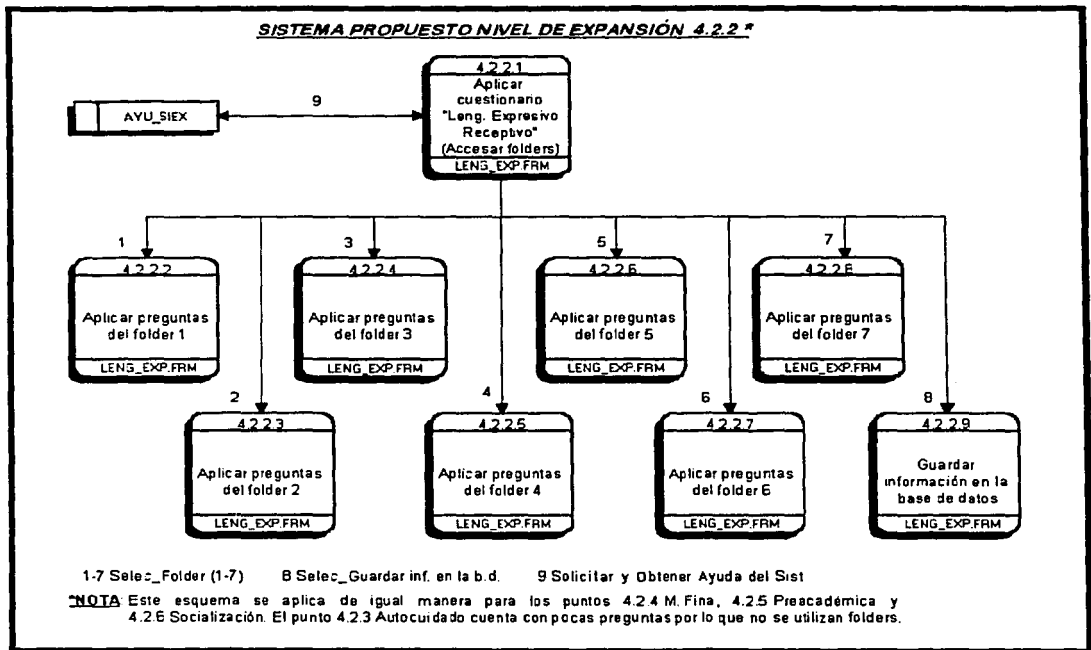 SISTEMA PROPUESTO NIVEL DE EXPANSIÓN 4.2.2 *
4.2.2.1
Aplicar
cuestionario
"Leng. Expresivo
Receptivo"
(Accesar folders)
LENG_EXP.FRM
9
AYU_SIEX
1
4.2.2.2
Aplicar preguntas
del folder 1
LENG_EXP.FRM
3
4.2.2.4
Aplicar preguntas
del folder 3
LENG_EXP.FRM
5
4.2.2.6
Aplicar preguntas
del folder 5
LENG_EXP.FRM
7
4.2.2.8
Aplicar preguntas
del folder 7
LENG_EXP.FRM
2
4.2.2.3
Aplicar preguntas
del folder 2
LENG_EXP.FRM
4
4.2.2.5
Aplicar preguntas
del folder 4
LENG_EXP.FRM
6
4.2.2.7
Aplicar preguntas
del folder 6
LENG_EXP.FRM
8
4.2.2.9
Guardar
información en la
base de datos
LENG_EXP.FRM
1-7 Selec_Folder (1-7) 8 Selec_Guardar inf. en la b.d. 9 Solicitar y Obtener Ayuda del Sist
*NOTA: Este esquema se aplica de igual manera para los puntos 4.2.4 M. Fina, 4.2.5 Preacadémica y
4.2.6 Socialización. El punto 4.2.3 Autocuidado cuenta con pocas preguntas por lo que no se utilizan folders.